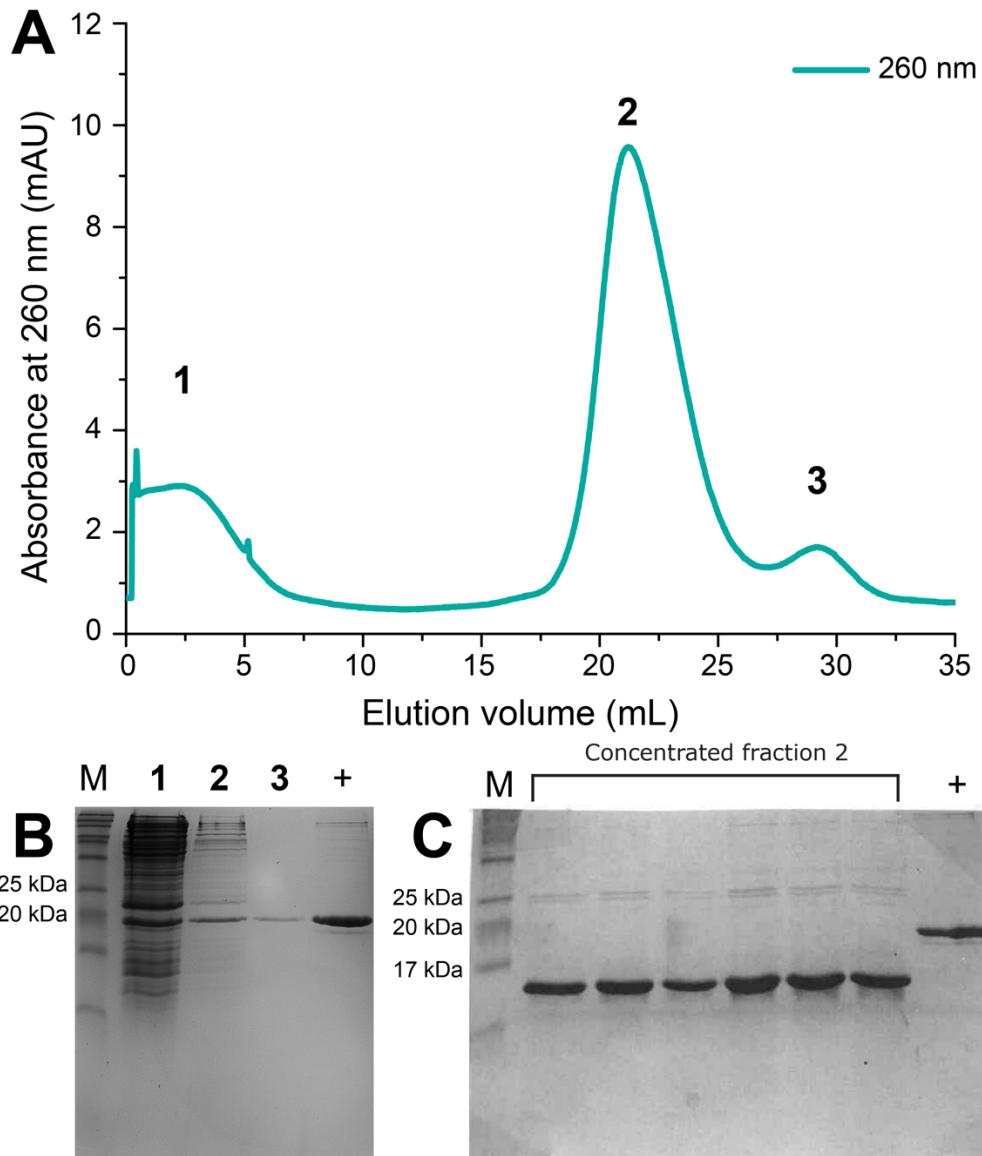 A
12
10
8
6
4
2
0
Absorbance at 260 nm (mAU)
260 nm
1
2
3
0 5 10 15 20 25 30 35
Elution volume (mL)
B
M 1 2 3 +
25 kDa
20 kDa
C
Concentrated fraction 2
M +
25 kDa
20 kDa
17 kDa